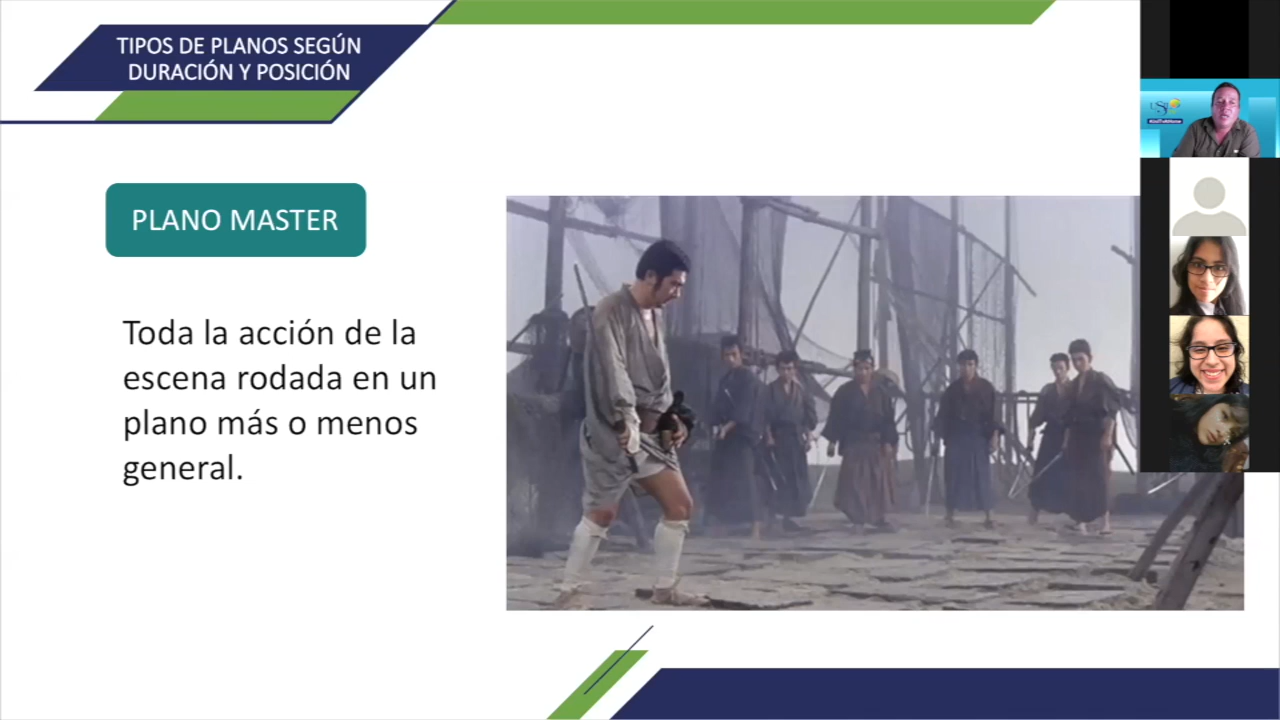 TIPOS DE PLANOS SEGÚN
DURACIÓN Y POSICIÓN
PLANO MASTER
Toda la acción de la
escena rodada en un
plano más o menos
general.